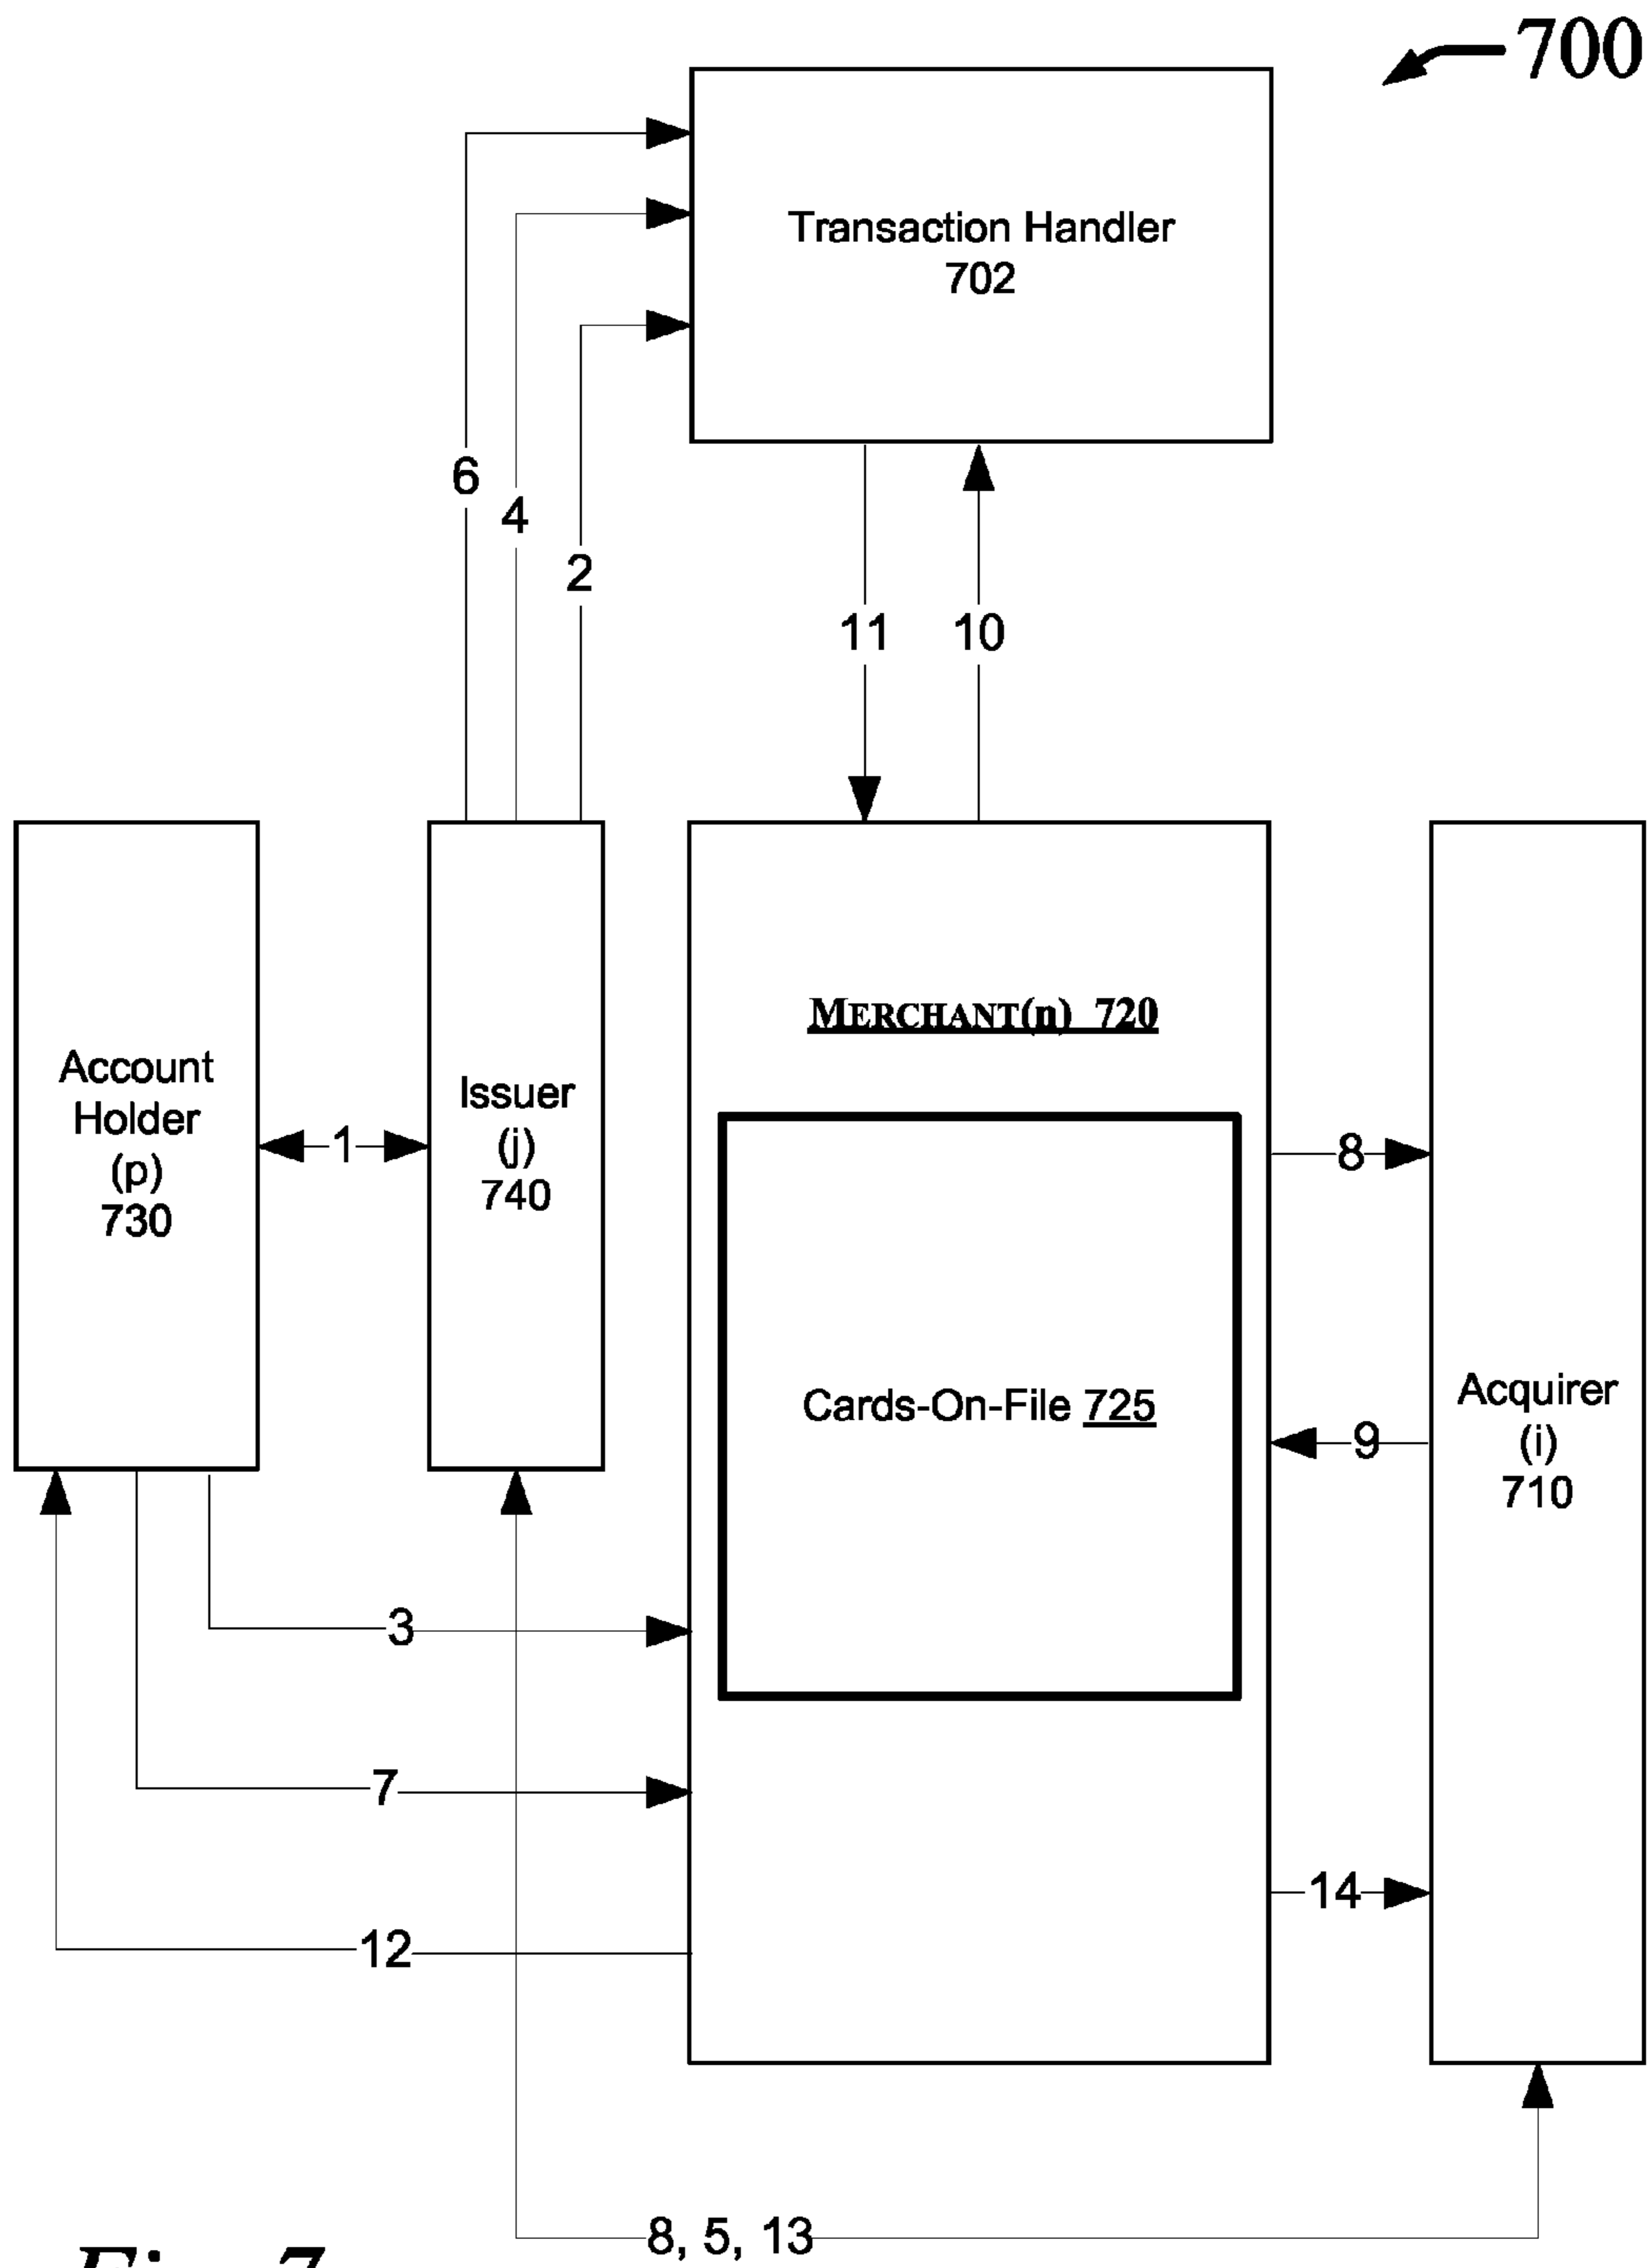 700
Transaction Handler
702
6
4
2
11
10
MERCHANT(n) 720
Account
Holder
(p)
730
1
Issuer
(j)
740
8
Cards-On-File 725
9
Acquirer
(i)
710
3
7
14
12
8, 5, 13